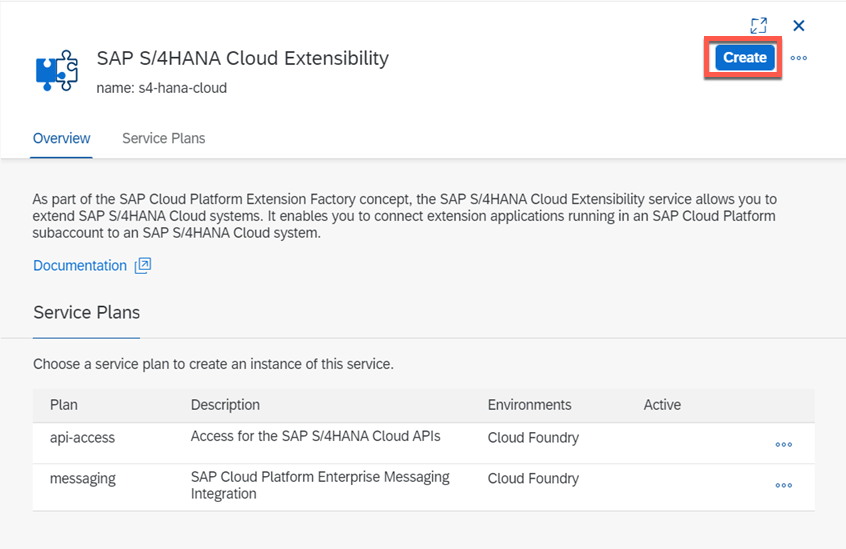 SAP S/4HANA Cloud Extensibility
Create
name: s4-hana-cloud
Overview
Service Plans
As part of the SAP Cloud Platform Extension Factory concept, the SAP S/4HANA Cloud Extensibility service allows you to
extend SAP S/4HANA Cloud systems. It enables you to connect extension applications running in an SAP Cloud Platform
subaccount to an SAP S/4HANA Cloud system.
Documentation
Service Plans
Choose a service plan to create an instance of this service.
Plan Description Environments Active
api-access Access for the SAP S/4HANA Cloud APIs Cloud Foundry
messaging SAP Cloud Platform Enterprise Messaging Cloud Foundry
Integration